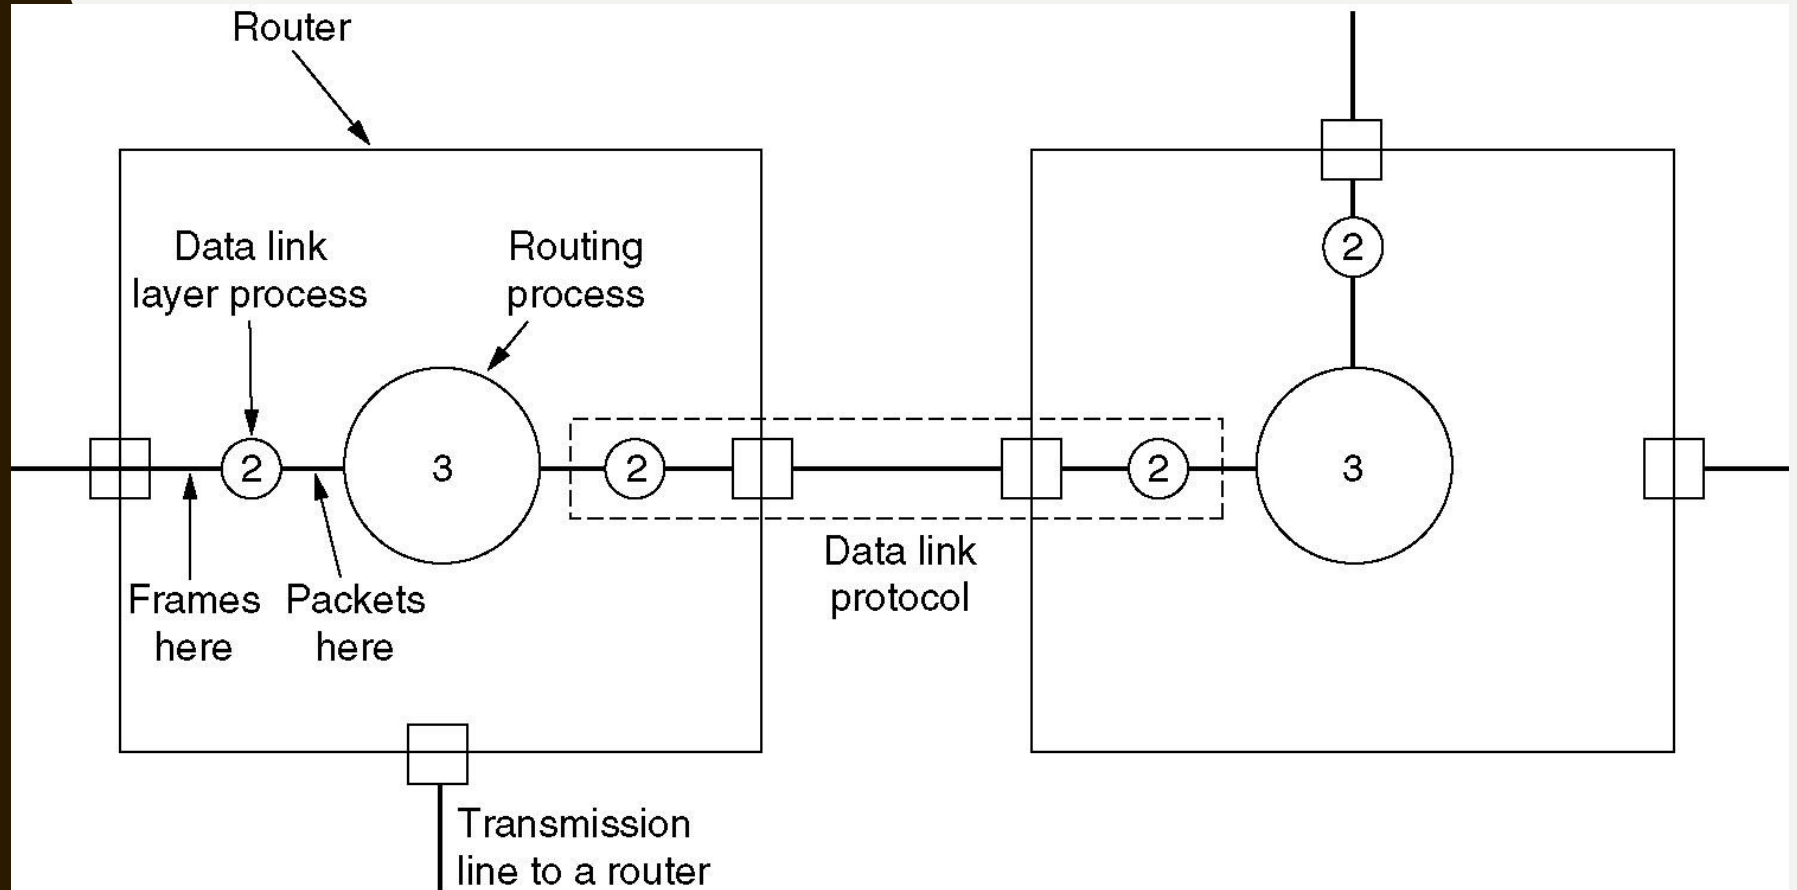 Router
Data link
layer process
Routing
process
2
2
3
2
2
3
Frames
here
Packets
here
Data link
protocol
Transmission
line to a router